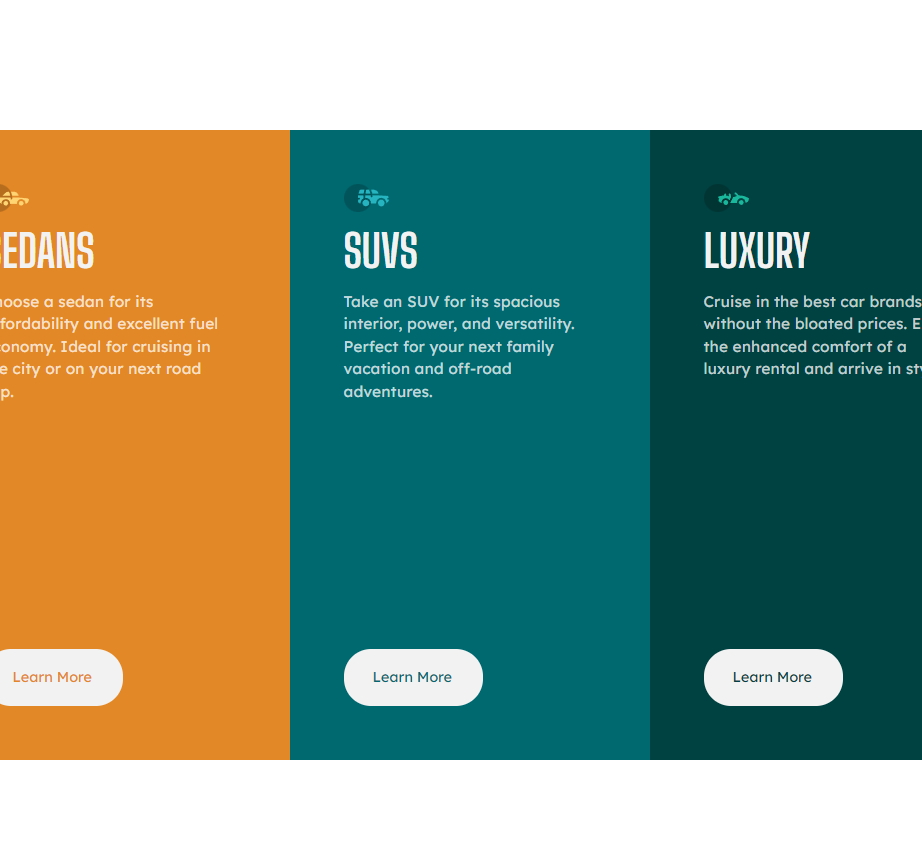 SEDANS
hoose a sedan for its
fordability and excellent fuel
conomy. Ideal for cruising in
e city or on your next road
p.
Learn More
SUVS
Take an SUV for its spacious
interior, power, and versatility.
Perfect for your next family
vacation and off-road
adventures.
Learn More
LUXURY
Cruise in the best car brands
without the bloated prices. E
the enhanced comfort of a
luxury rental and arrive in sty
Learn More